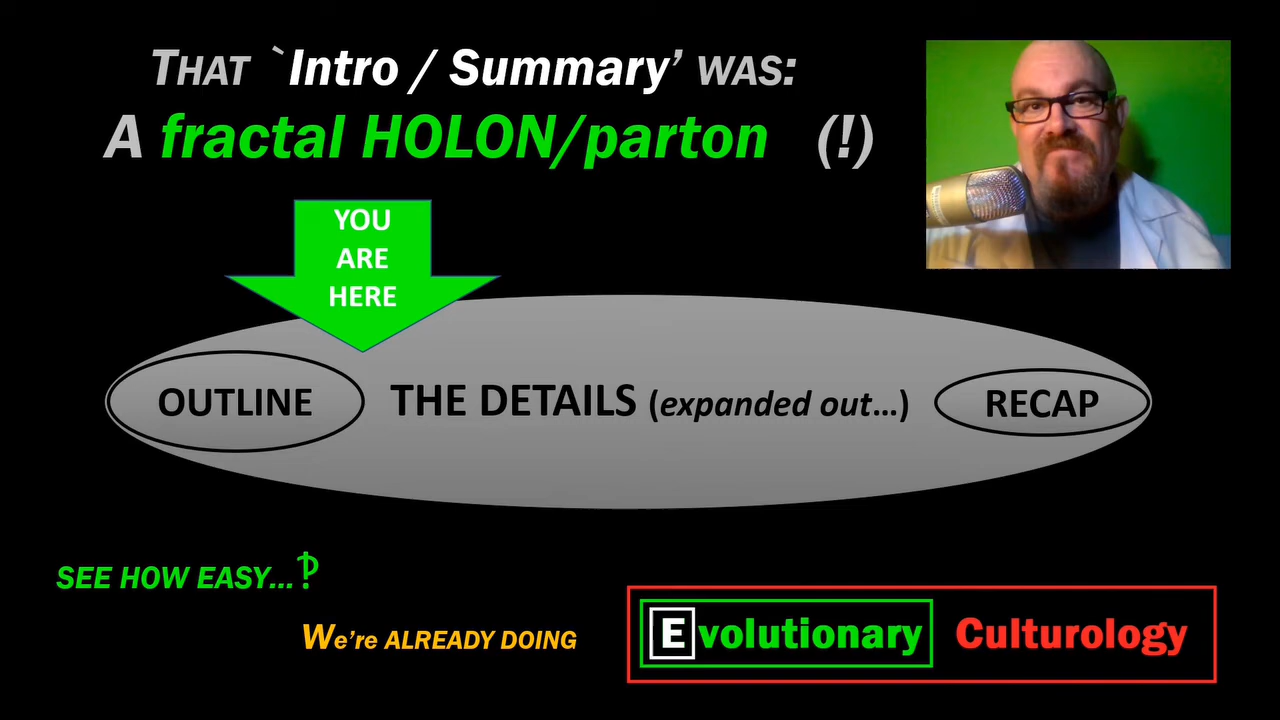 THAT `Intro / Summary’ WAS:
A fractal HOLON/parton (!)
YOU
ARE
HERE
OUTLINE
THE DETAILS (expanded out...)
RECAP
SEE HOW EASY...‽
We’re ALREADY DOING
Evolutionary Culturology